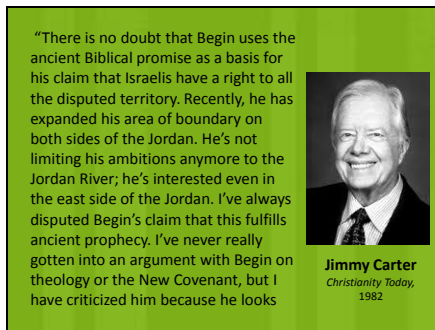 “There is no doubt that Begin uses the
ancient Biblical promise as a basis for
his claim that Israelis have a right to all
the disputed territory. Recently, he has
expanded his area of boundary on
both sides of the Jordan. He’s not
limiting his ambitions anymore to the
Jordan River; he’s interested even in
the east side of the Jordan. I’ve always
disputed Begin’s claim that this fulfills
ancient prophecy. I’ve never really
gotten into an argument with Begin on
theology or the New Covenant, but I
have criticized him because he looks
Jimmy Carter
Christianity Today,
1982